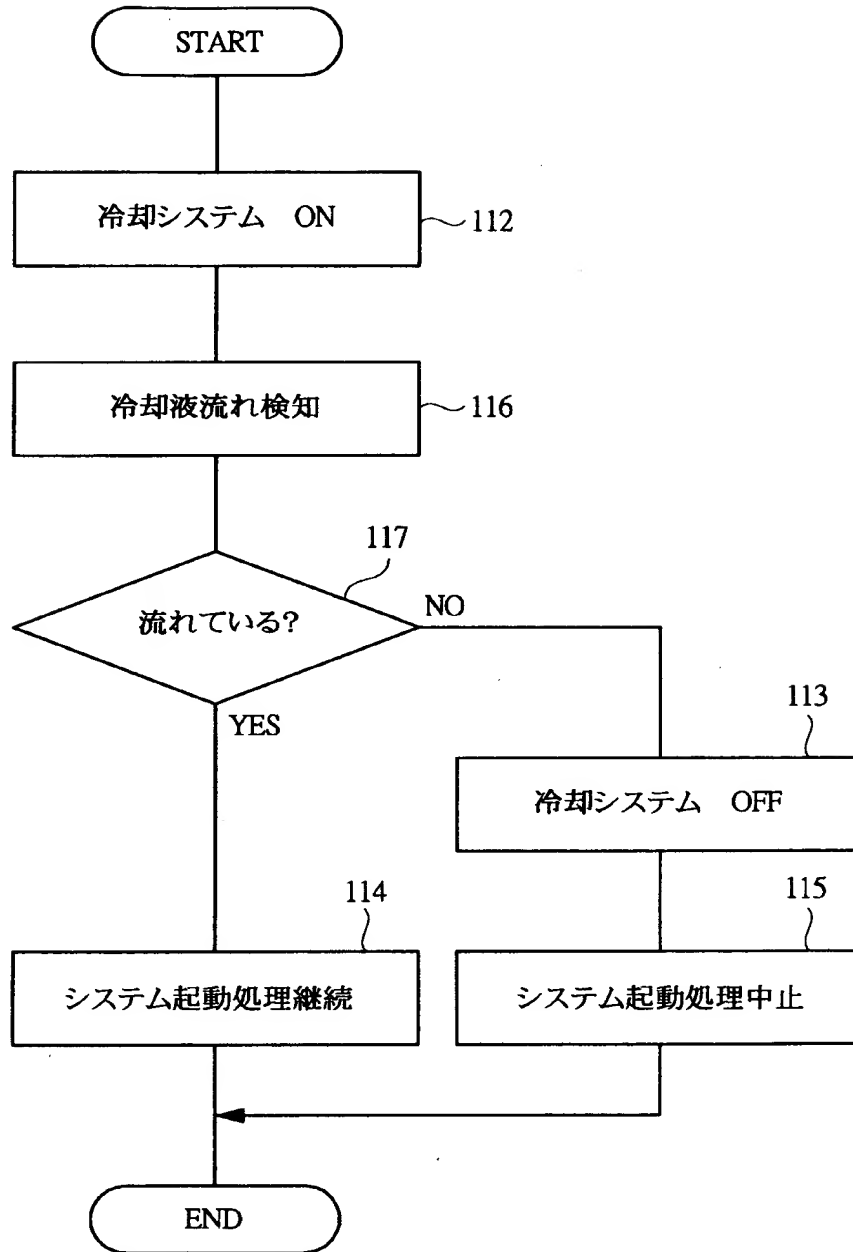 START
冷却システム ON
112
冷却液流れ検知
116
117
流れている?
NO
YES
113
冷却システム OFF
114
システム起動処理継続
115
システム起動処理中止
END